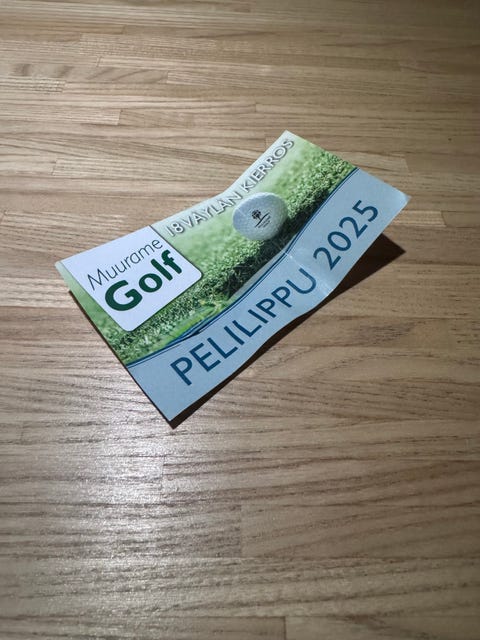 18 VÄYLÄN KIERROS
Muurame
Golf
PELILIPPU 2025